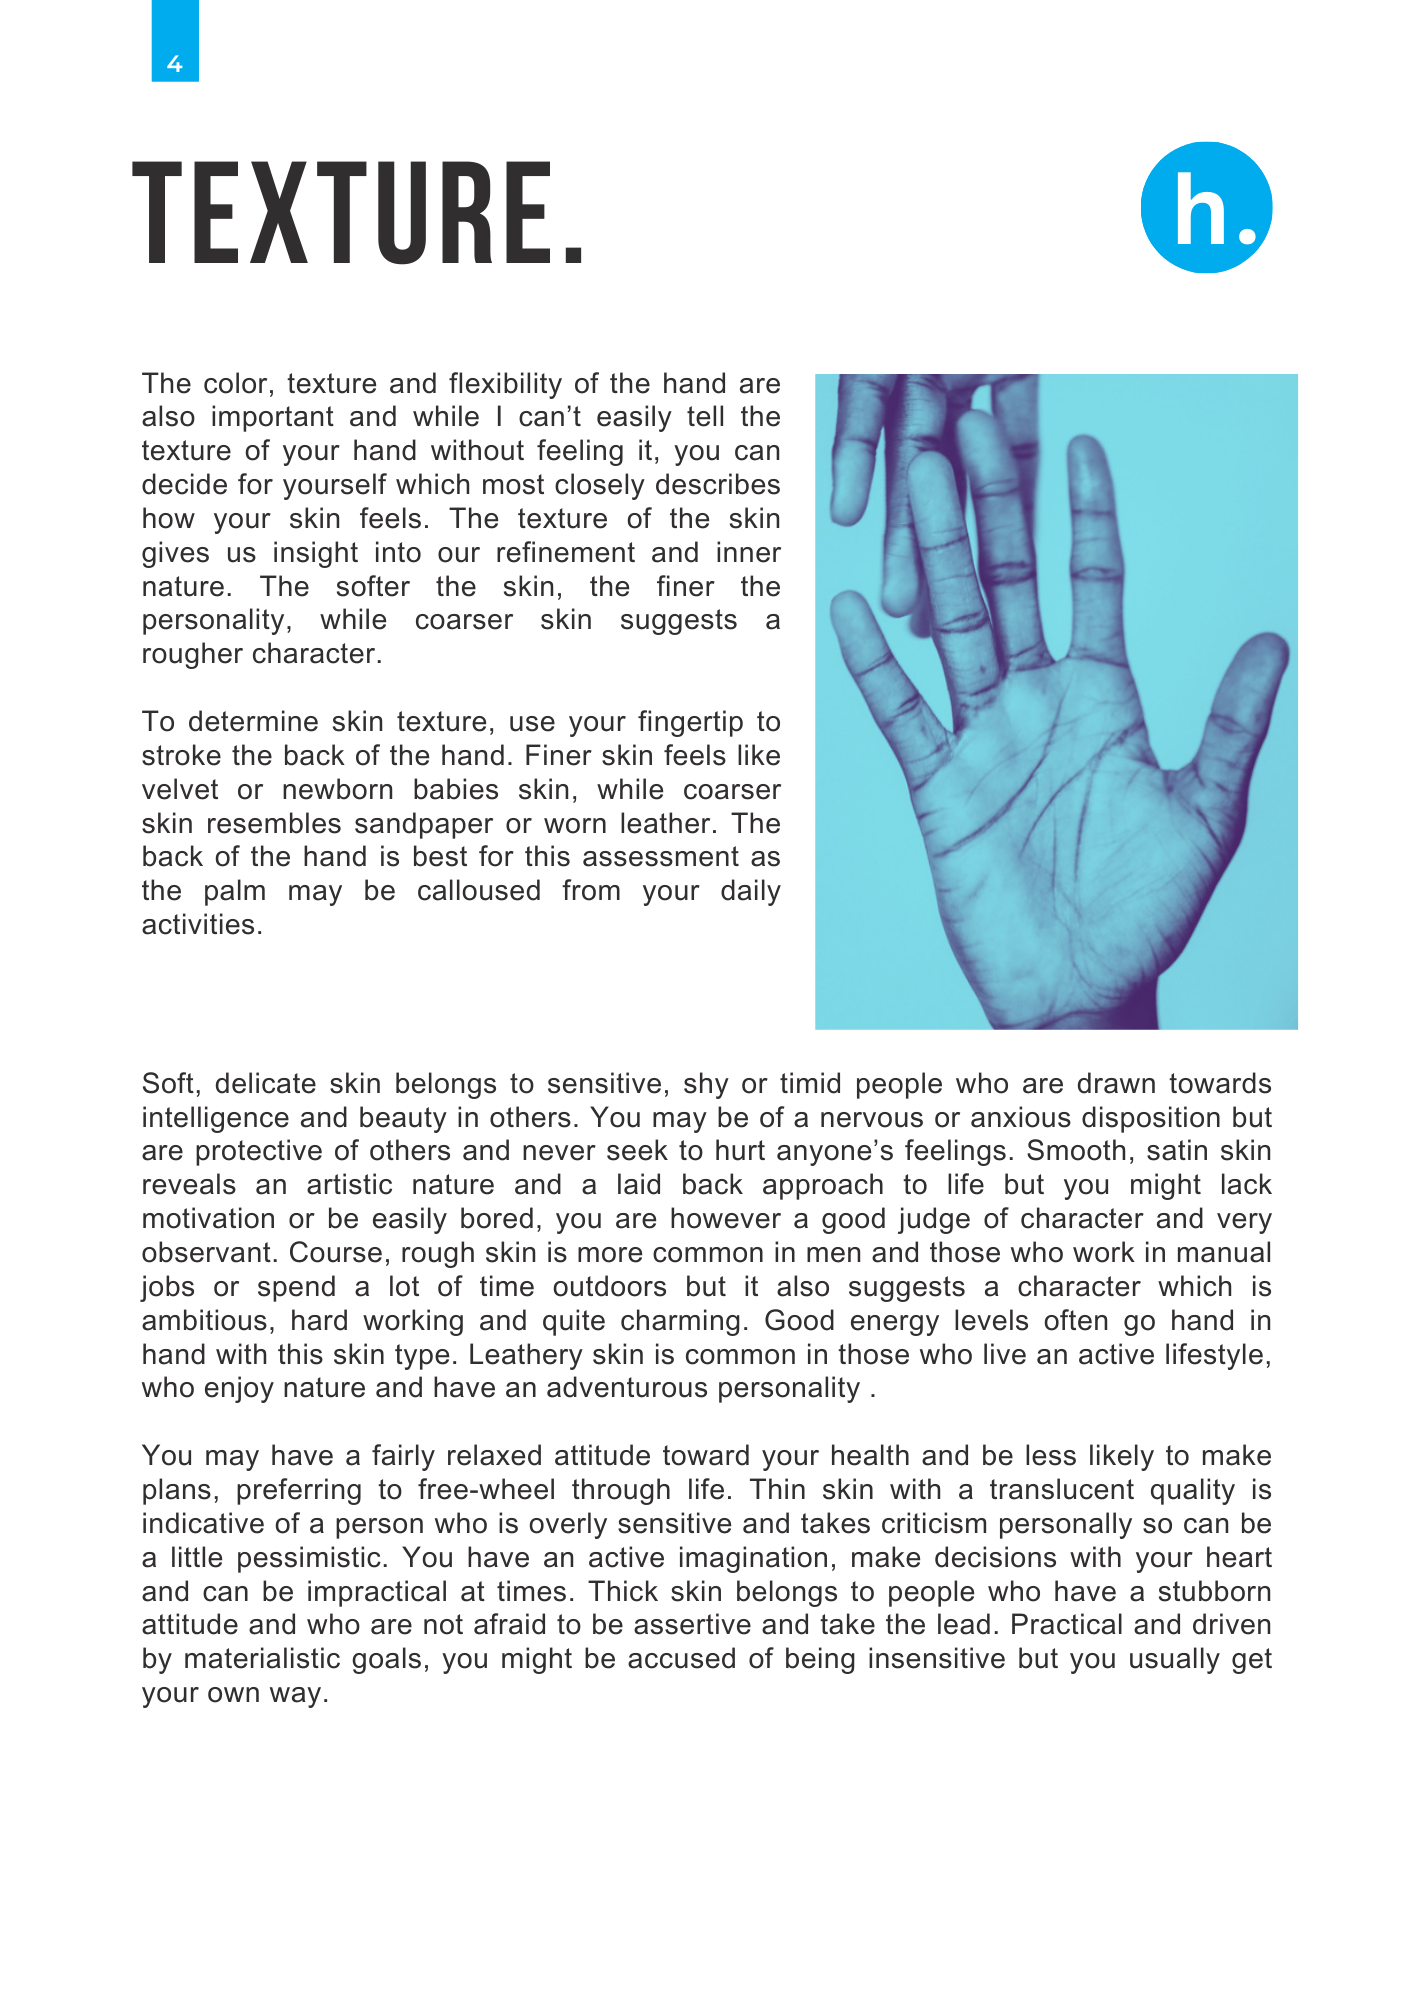 4
TEXTURE.
h.
The color, texture and flexibility of the hand are
also important and while I can’t easily tell the
texture of your hand without feeling it, you can
decide for yourself which most closely describes
how your skin feels. The texture of the skin
gives us insight into our refinement and inner
nature. The softer the skin, the finer the
personality, while coarser skin suggests a
rougher character.
To determine skin texture, use your fingertip to
stroke the back of the hand. Finer skin feels like
velvet or newborn babies skin, while coarser
skin resembles sandpaper or worn leather. The
back of the hand is best for this assessment as
the palm may be calloused from your daily
activities.
Soft, delicate skin belongs to sensitive, shy or timid people who are drawn towards
intelligence and beauty in others. You may be of a nervous or anxious disposition but
are protective of others and never seek to hurt anyone’s feelings. Smooth, satin skin
reveals an artistic nature and a laid back approach to life but you might lack
motivation or be easily bored, you are however a good judge of character and very
observant. Course, rough skin is more common in men and those who work in manual
jobs or spend a lot of time outdoors but it also suggests a character which is
ambitious, hard working and quite charming. Good energy levels often go hand in
hand with this skin type. Leathery skin is common in those who live an active lifestyle,
who enjoy nature and have an adventurous personality .
You may have a fairly relaxed attitude toward your health and be less likely to make
plans, preferring to free-wheel through life. Thin skin with a translucent quality is
indicative of a person who is overly sensitive and takes criticism personally so can be
a little pessimistic. You have an active imagination, make decisions with your heart
and can be impractical at times. Thick skin belongs to people who have a stubborn
attitude and who are not afraid to be assertive and take the lead. Practical and driven
by materialistic goals, you might be accused of being insensitive but you usually get
your own way.